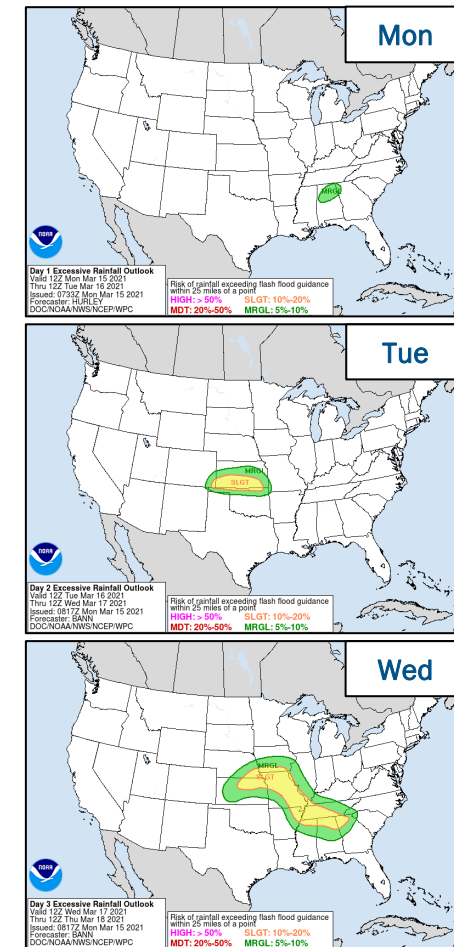 Mon
MRGL
NOAA
Day 1 Excessive Rainfall Outlook
Valid 12Z Mon Mar 15 2021
Thru 12Z Tue Mar 16 2021
Issued: 0733Z Mon Mar 15 2021
Forecaster: HURLEY
DOC/NOAA/NWS/NCEP/WPC
Risk of rainfall exceeding flash flood guidance
within 25 miles of a point
HIGH: > 50% SLGT: 10%-20%
MDT: 20%-50% MRGL: 5%-10%
Tue
MRGL
SLGT
NOAA
Day 2 Excessive Rainfall Outlook
Valid 12Z Tue Mar 16 2021
Thru 12Z Wed Mar 17 2021
Issued: 0817Z Mon Mar 15 2021
Forecaster: BANN
DOC/NOAA/NWS/NCEP/WPC
Risk of rainfall exceeding flash flood guidance
within 25 miles of a point
HIGH: > 50% SLGT: 10%-20%
MDT: 20%-50% MRGL: 5%-10%
Wed
MRGL
SLGT
NOAA
Day 3 Excessive Rainfall Outlook
Valid 12Z Wed Mar 17 2021
Thru 12Z Thu Mar 18 2021
Issued: 0817Z Mon Mar 15 2021
Forecaster: BANN
DOC/NOAA/NWS/NCEP/WPC
Risk of rainfall exceeding flash flood guidance
within 25 miles of a point
HIGH: > 50% SLGT: 10%-20%
MDT: 20%-50% MRGL: 5%-10%